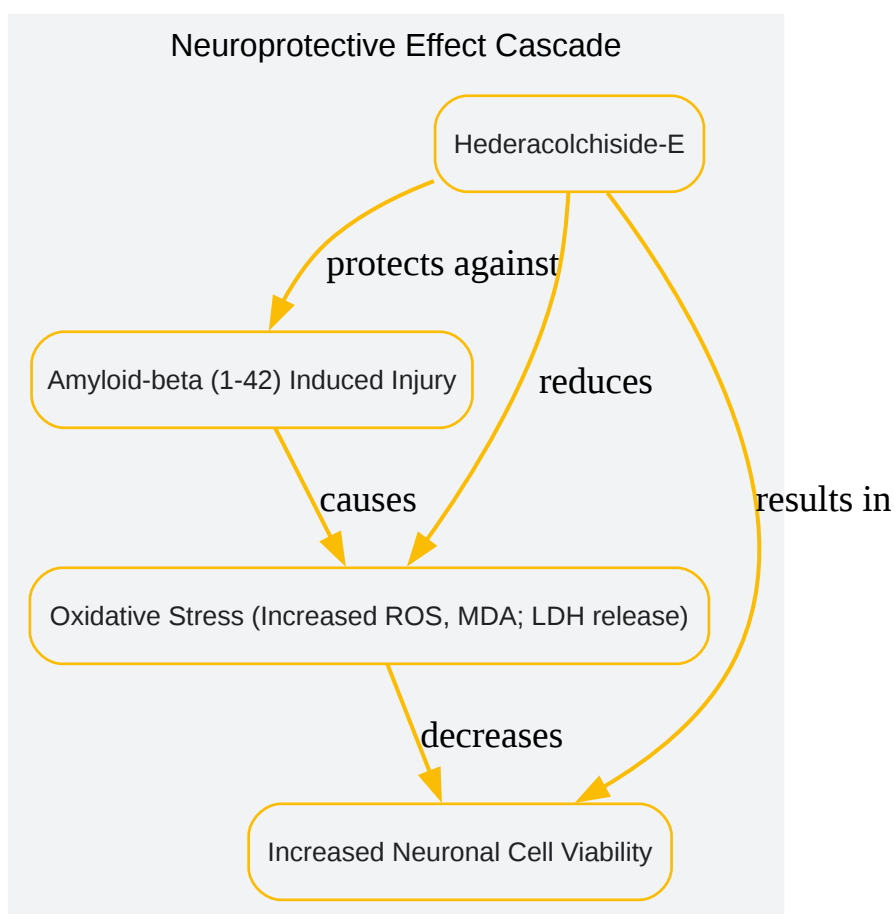 Neuroprotective Effect Cascade
Hederacolchiside-E
protects against
Amyloid-beta (1-42) Induced Injury
reduces
causes
results in
Oxidative Stress (Increased ROS, MDA; LDH release)
decreases
Increased Neuronal Cell Viability